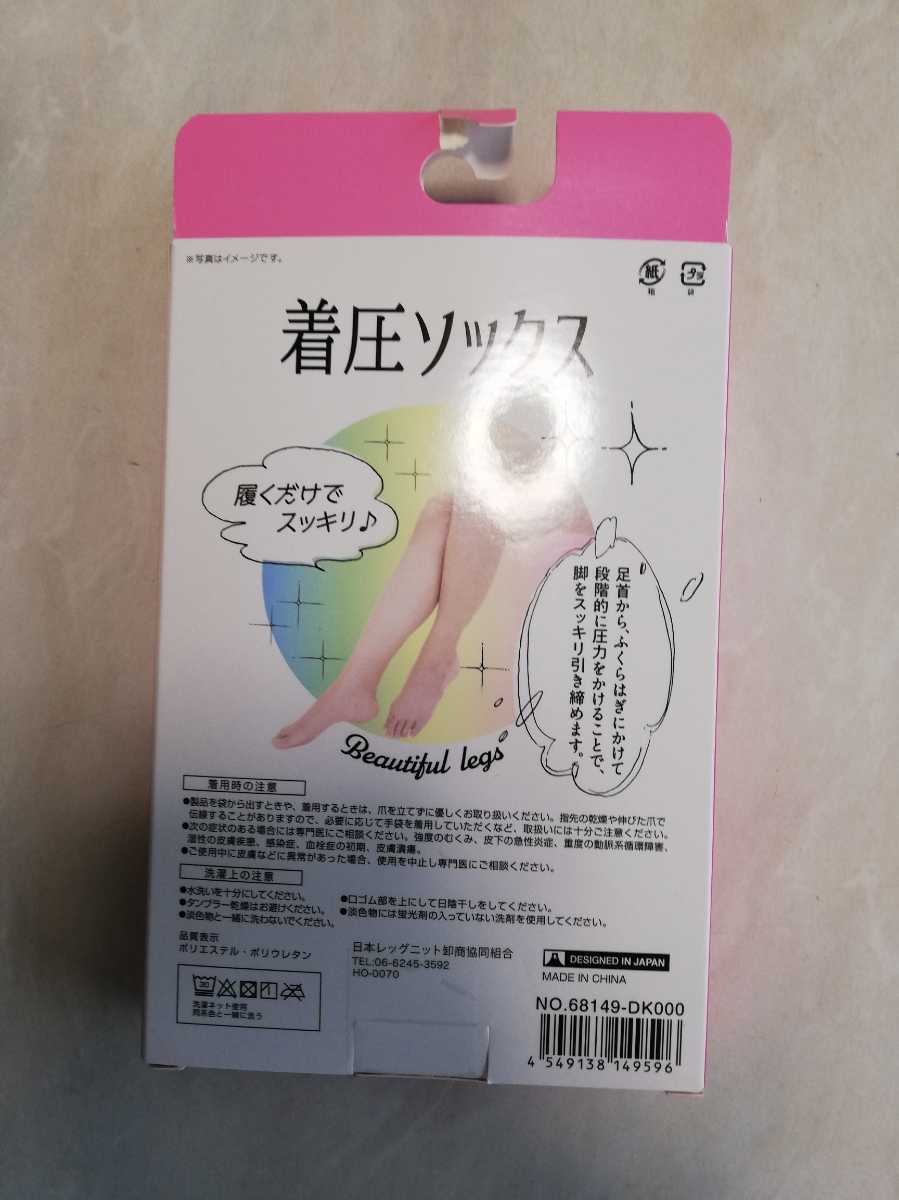 ※写真はイメージです。
紙
箱
プラ
袋
着圧ソックス
履くだけで
スッキリ♪
足首から、ふくらはぎにかけて
段階的に圧力をかけることで、
脚をスッキリ引き締めます。
Beautiful legs
着用時の注意
●製品を袋から出すときや、着用するときは、爪を立てずに優しくお取り扱いください。指先の乾燥や伸びた爪で
伝線することがありますので、必要に応じて手袋を着用していただくなど、取扱いには十分ご注意ください。
●次の症状のある場合には専門医にご相談ください。強度のむくみ、皮下の急性炎症、重度の動脈系循環障害、
湿性の皮膚疾患、感染症、血栓症の初期、皮膚潰瘍。
●ご使用中に皮膚などに異常があった場合、使用を中止し専門医にご相談ください。
洗濯上の注意
●水洗いを十分にしてください。
●タンブラー乾燥はお避けください。
●淡色物と一緒に洗わないでください。
●口ゴム部を上にして日陰干しをしてください。
●淡色物には蛍光剤の入っていない洗剤を使用してください。
品質表示
ポリエステル・ポリウレタン
30
洗濯ネット使用
同系色と一緒に洗う
日本レッグニット卸商協同組合
TEL:06-6245-3592
HO-0070
DESIGNED IN JAPAN
MADE IN CHINA
NO.68149-DK000
4 549138 149596